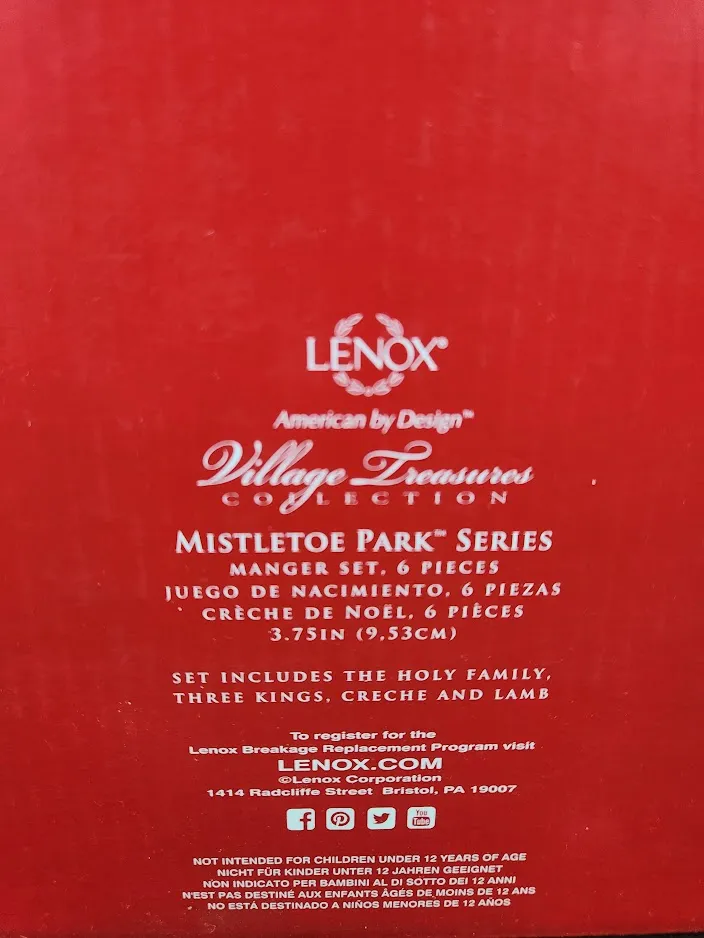 LENOX®
American by Design™
Village Treasures
COLLECTION
MISTLETOE PARK™ SERIES
MANGER SET, 6 PIECES
JUEGO DE NACIMIENTO, 6 PIEZAS
CRÈCHE DE NOËL, 6 PIÈCES
3.75IN (9,53CM)
SET INCLUDES THE HOLY FAMILY,
THREE KINGS, CRECHE AND LAMB
To register for the
Lenox Breakage Replacement Program visit
LENOX.COM
©Lenox Corporation
1414 Radcliffe Street Bristol, PA 19007
You Tube
NOT INTENDED FOR CHILDREN UNDER 12 YEARS OF AGE
NICHT FÜR KINDER UNTER 12 JAHREN GEEIGNET
NON INDICATO PER BAMBINI AL DI SOTTO DEI 12 ANNI
N'EST PAS DESTINÉ AUX ENFANTS ÂGÉS DE MOINS DE 12 ANS
NO ESTÁ DESTINADO A NIÑOS MENORES DE 12 AÑOS